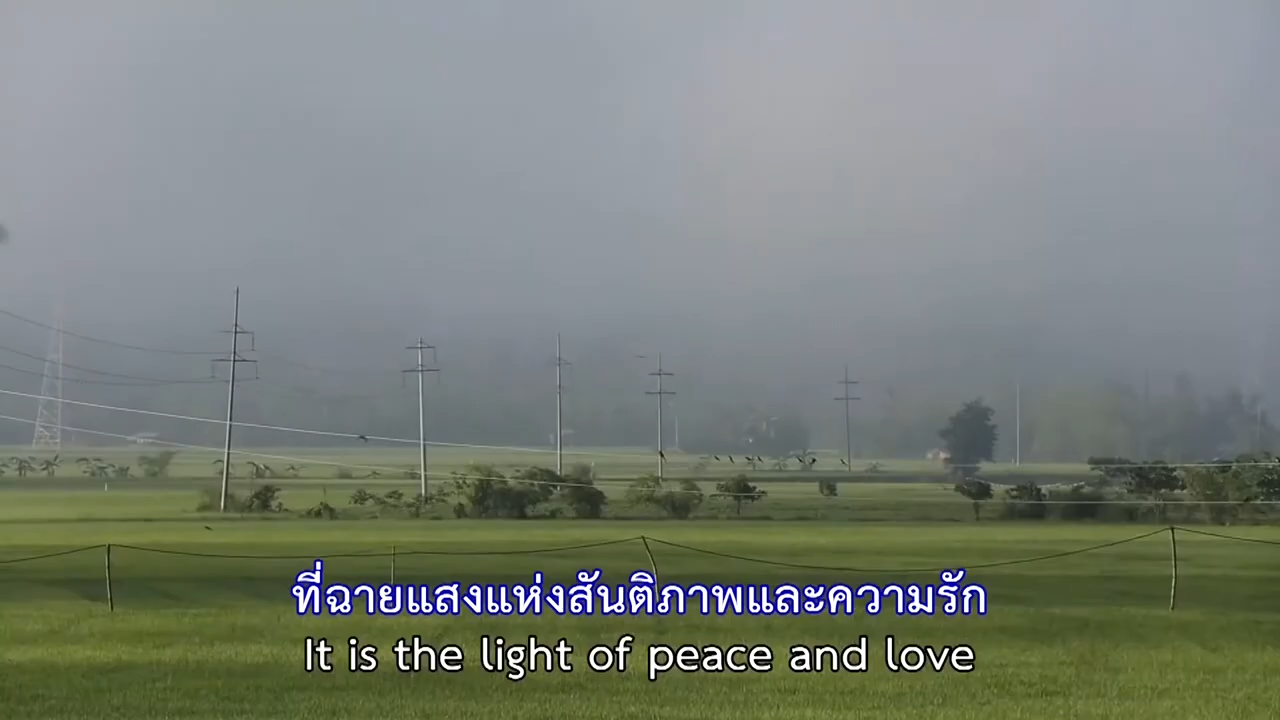 ที่ฉายแสงแห่งสันติภาพและความรัก
It is the light of peace and love